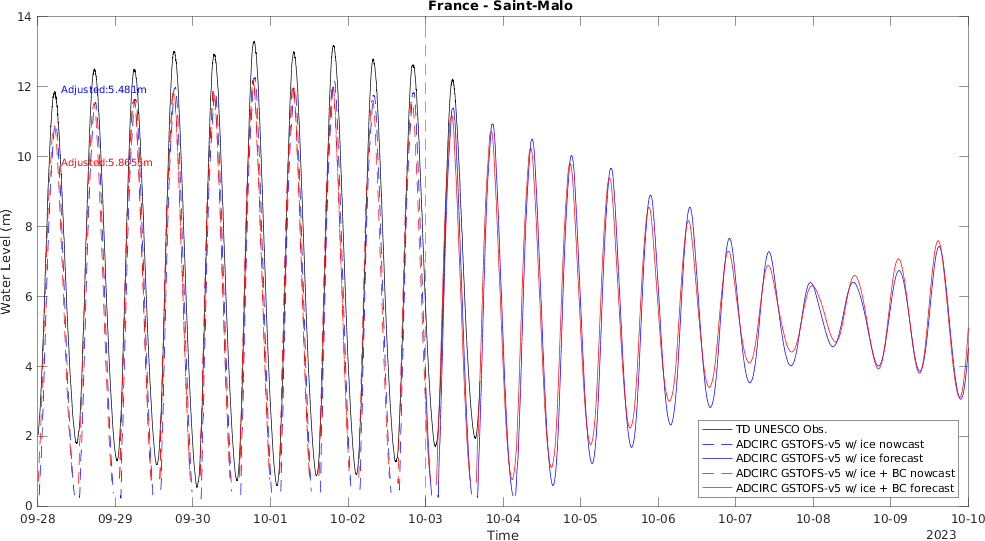 France - Saint-Malo
14
12
10
8
6
4
2
0
Water Level (m)
Adjusted:5.481m
Adjusted:5.8655m
TD UNESCO Obs.
ADCIRC GSTOFS-v5 w/ ice nowcast
ADCIRC GSTOFS-v5 w/ ice forecast
ADCIRC GSTOFS-v5 w/ ice + BC nowcast
ADCIRC GSTOFS-v5 w/ ice + BC forecast
09-28 09-29 09-30 10-01 10-02 10-03 10-04 10-05 10-06 10-07 10-08 10-09 10-10
Time
2023